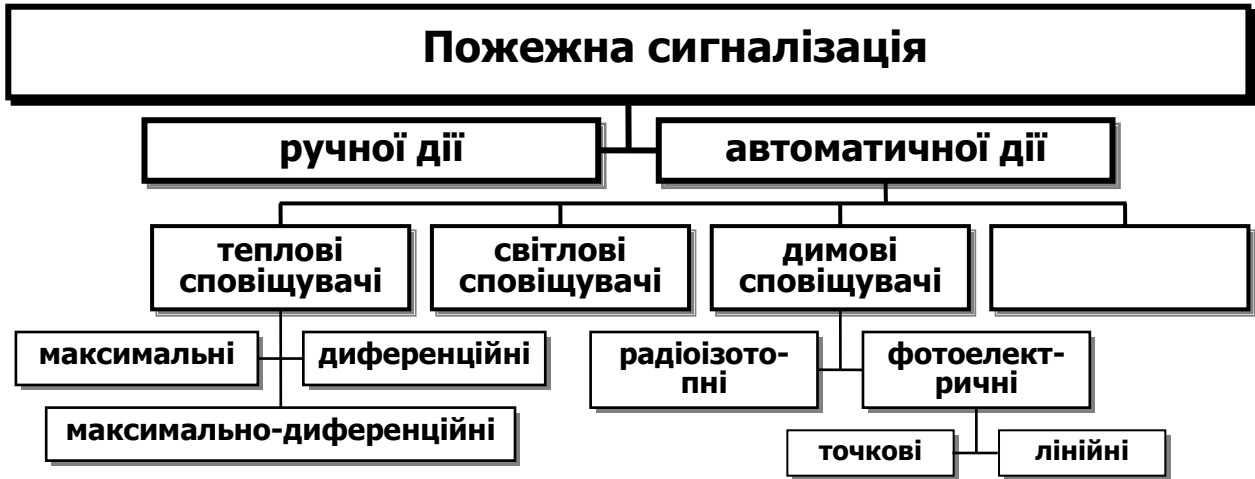 Пожежна сигналізація
ручної дії
автоматичної дії
теплові
сповіщувачі
світлові
сповіщувачі
димові
сповіщувачі
максимальні
диференційні
максимально-диференційні
радіоізото-
пні
фотоелект-
ричні
точкові
лінійні